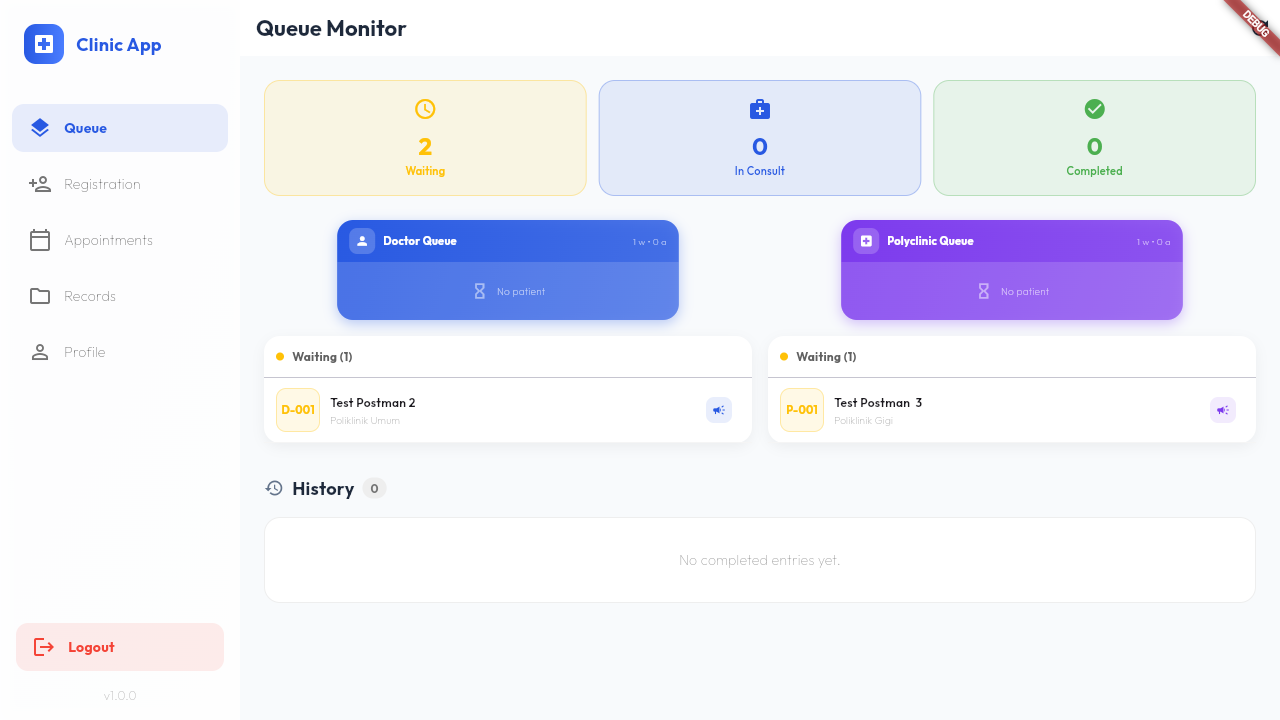 Clinic App
Queue Monitor
DEBUG
Queue
Registration
Appointments
Records
Profile
Logout
v1.0.0
2
Waiting
0
In Consult
0
Completed
Doctor Queue
1 w • 0 a
No patient
Polyclinic Queue
1 w • 0 a
No patient
Waiting (1)
D-001
Test Postman 2
Poliklinik Umum
Waiting (1)
P-001
Test Postman  3
Poliklinik Gigi
History
0
No completed entries yet.